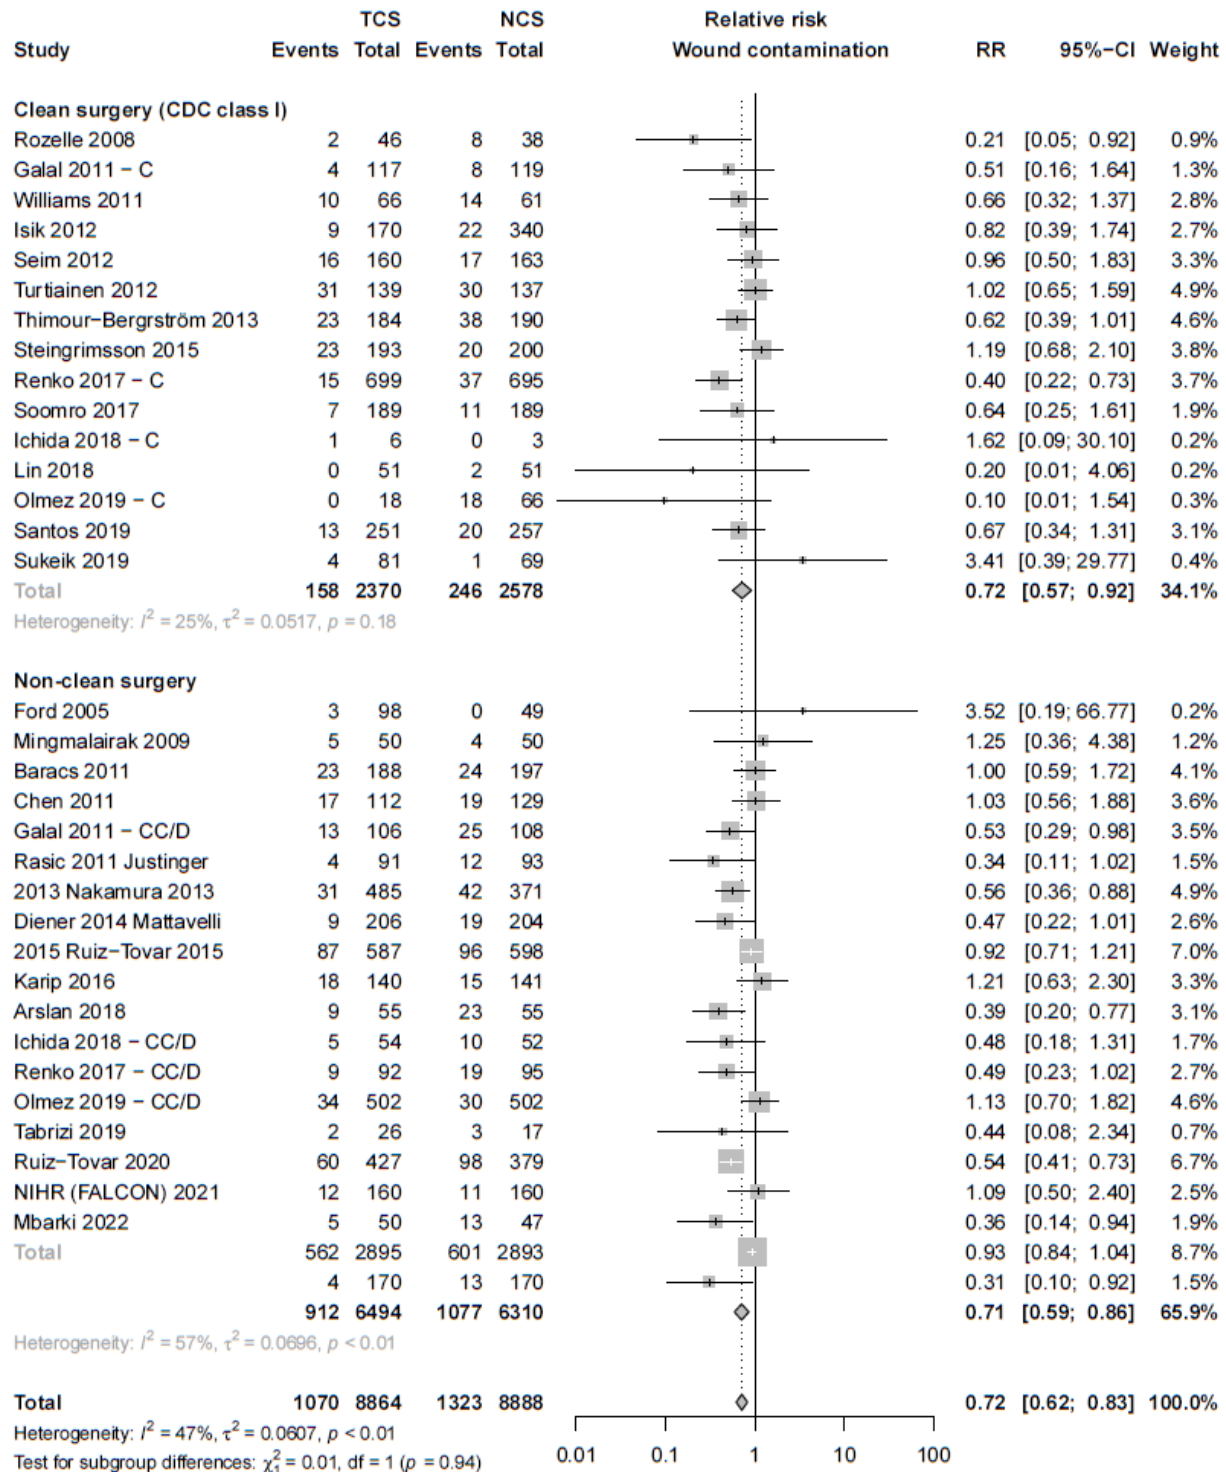 TCS NCS Relative risk
Study Events Total Events Total Wound contamination RR 95%−CI Weight
Clean surgery (CDC class I)
Rozelle 2008 2 46 8 38 0.21 [0.05; 0.92] 0.9%
Galal 2011 − C 4 117 8 119 0.51 [0.16; 1.64] 1.3%
Williams 2011 10 66 14 61 0.66 [0.32; 1.37] 2.8%
Isik 2012 9 170 22 340 0.82 [0.39; 1.74] 2.7%
Seim 2012 16 160 17 163 0.96 [0.50; 1.83] 3.3%
Turtiainen 2012 31 139 30 137 1.02 [0.65; 1.59] 4.9%
Thimour−Bergström 2013 23 184 38 190 0.62 [0.39; 1.01] 4.6%
Steingrimsson 2015 23 193 20 200 1.19 [0.68; 2.10] 3.8%
Renko 2017 − C 15 699 37 695 0.40 [0.22; 0.73] 3.7%
Soomro 2017 7 189 11 189 0.64 [0.25; 1.61] 1.9%
Ichida 2018 − C 1 6 0 3 1.62 [0.09; 30.10] 0.2%
Lin 2018 0 51 2 51 0.20 [0.01; 4.06] 0.2%
Olmez 2019 − C 0 18 18 66 0.10 [0.01; 1.54] 0.3%
Santos 2019 13 251 20 257 0.67 [0.34; 1.31] 3.1%
Sukeik 2019 4 81 1 69 3.41 [0.39; 29.77] 0.4%
Total 158 2370 246 2578 0.72 [0.57; 0.92] 34.1%
Heterogeneity: I² = 25%, τ² = 0.0517, p = 0.18
Non−clean surgery
Ford 2005 3 98 0 49 3.52 [0.19; 66.77] 0.2%
Mingmalairak 2009 5 50 4 50 1.25 [0.36; 4.38] 1.2%
Baracs 2011 23 188 24 197 1.00 [0.59; 1.72] 4.1%
Chen 2011 17 112 19 129 1.03 [0.56; 1.88] 3.6%
Galal 2011 − CC/D 13 106 25 108 0.53 [0.29; 0.98] 3.5%
Rasic 2011 Justinger 4 91 12 93 0.34 [0.11; 1.02] 1.5%
2013 Nakamura 2013 31 485 42 371 0.56 [0.36; 0.88] 4.9%
Diener 2014 Mattavelli 9 206 19 204 0.47 [0.22; 1.01] 2.6%
2015 Ruiz−Tovar 2015 87 587 96 598 0.92 [0.71; 1.21] 7.0%
Karip 2016 18 140 15 141 1.21 [0.63; 2.30] 3.3%
Arslan 2018 9 55 23 55 0.39 [0.20; 0.77] 3.1%
Ichida 2018 − CC/D 5 54 10 52 0.48 [0.18; 1.31] 1.7%
Renko 2017 − CC/D 9 92 19 95 0.49 [0.23; 1.02] 2.7%
Olmez 2019 − CC/D 34 502 30 502 1.13 [0.70; 1.82] 4.6%
Tabrizi 2019 2 26 3 17 0.44 [0.08; 2.34] 0.7%
Ruiz−Tovar 2020 60 427 98 379 0.54 [0.41; 0.73] 6.7%
NIHR (FALCON) 2021 12 160 11 160 1.09 [0.50; 2.40] 2.5%
Mbarki 2022 5 50 13 47 0.36 [0.14; 0.94] 1.9%
Total 562 2895 601 2893 0.93 [0.84; 1.04] 8.7%
4 170 13 170 0.31 [0.10; 0.92] 1.5%
912 6494 1077 6310 0.71 [0.59; 0.86] 65.9%
Heterogeneity: I² = 57%, τ² = 0.0696, p < 0.01
Total 1070 8864 1323 8888 0.72 [0.62; 0.83] 100.0%
Heterogeneity: I² = 47%, τ² = 0.0607, p < 0.01
Test for subgroup differences: χ²₁ = 0.01, df = 1 (p = 0.94)
0.01 0.1 1 10 100